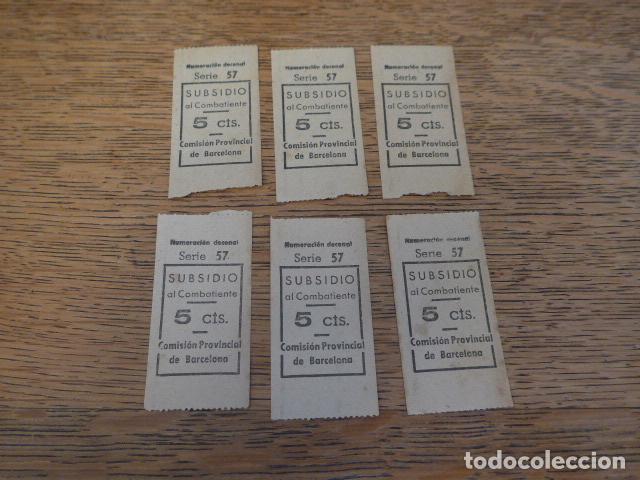 Numeración decenal
Serie 57
SUBSIDIO
al Combatiente
5 cts.
Comisión Provincial
de Barcelona
Numeración decenal
Serie 57
SUBSIDIO
al Combatiente
5 cts.
Comisión Provincial
de Barcelona
Numeración decenal
Serie 57
SUBSIDIO
al Combatiente
5 cts.
Comisión Provincial
de Barcelona
Numeración decenal
Serie 57
SUBSIDIO
al Combatiente
5 cts.
Comisión Provincial
de Barcelona
Numeración decenal
Serie 57
SUBSIDIO
al Combatiente
5 cts.
Comisión Provincial
de Barcelona
Numeración decenal
Serie 57
SUBSIDIO
al Combatiente
5 cts.
Comisión Provincial
de Barcelona
todocoleccion.net